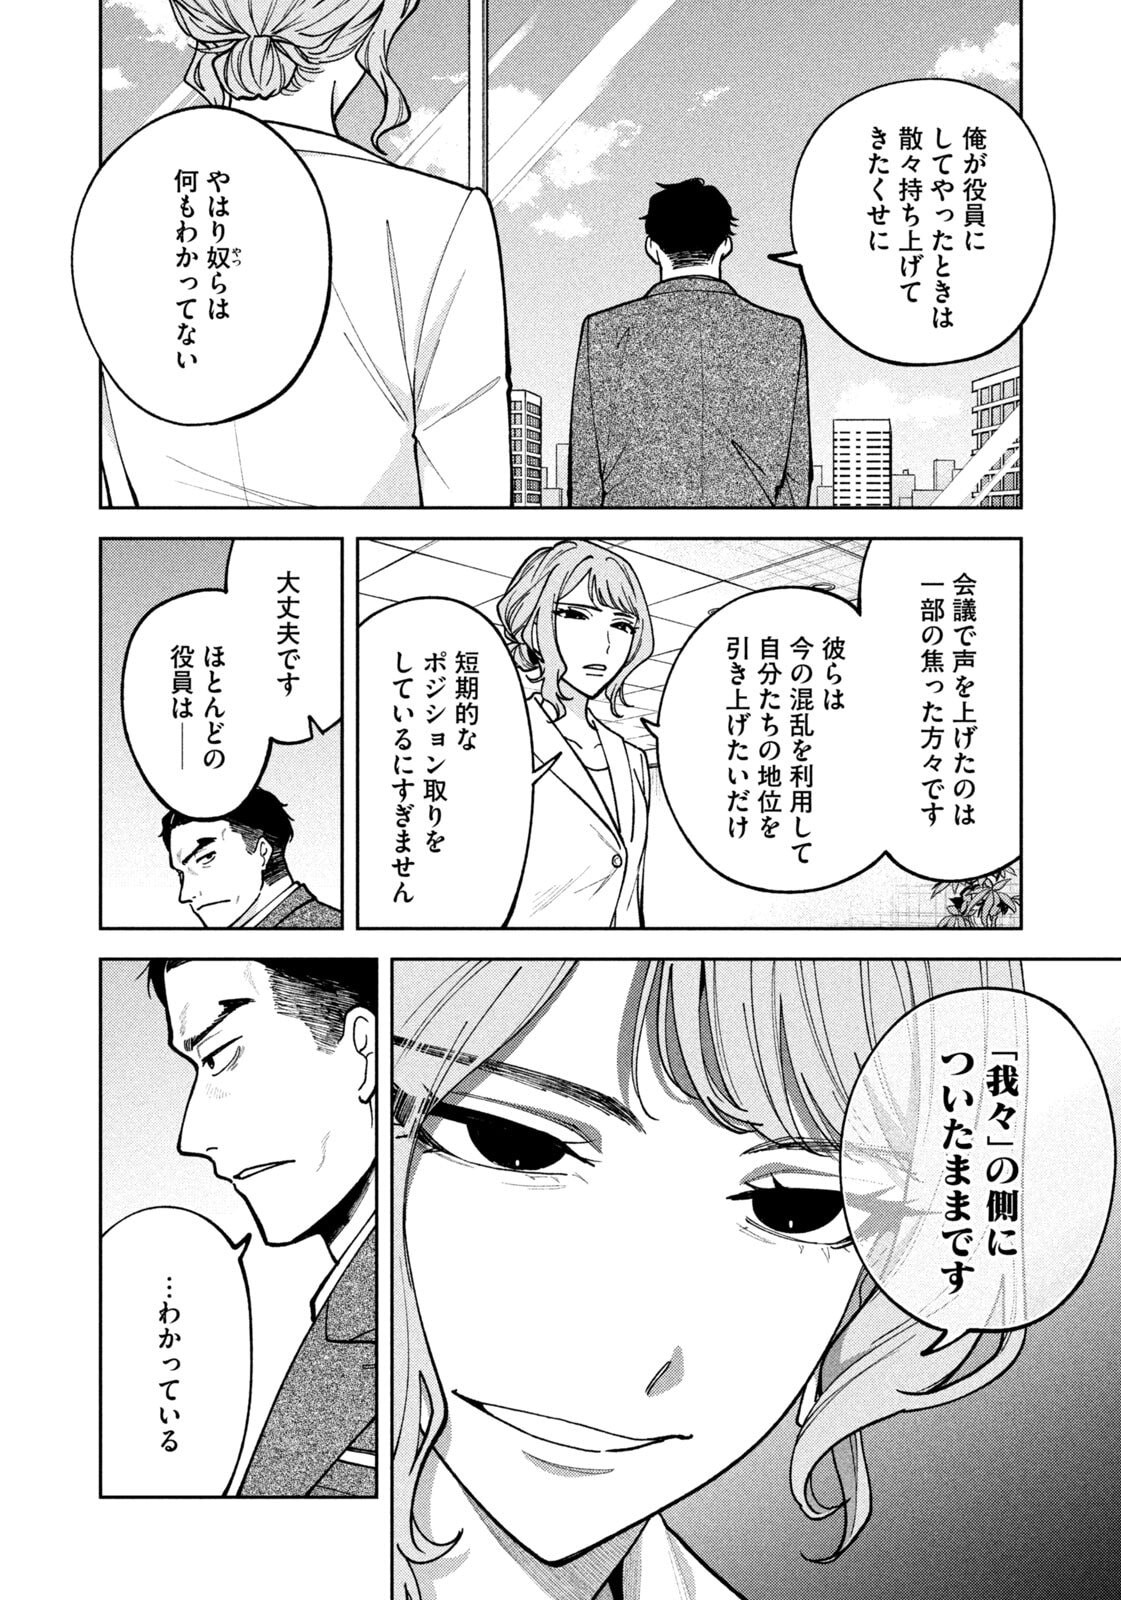 俺が役員に
してやったときは
散々持ち上げて
きたくせに
やはり奴らは
やつ
何もわかってない
会議で声を上げたのは
一部の焦った方々です
彼らは
今の混乱を利用して
自分たちの地位を
引き上げたいだけ
短期的な
ポジション取りを
しているにすぎません
大丈夫です
ほとんどの
役員は──
「我々」の側に
ついたままです
…わかっている